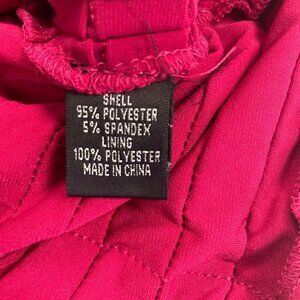 SHELL
95% POLYESTER
5% SPANDEX
LINING
100% POLYESTER
MADE IN CHINA